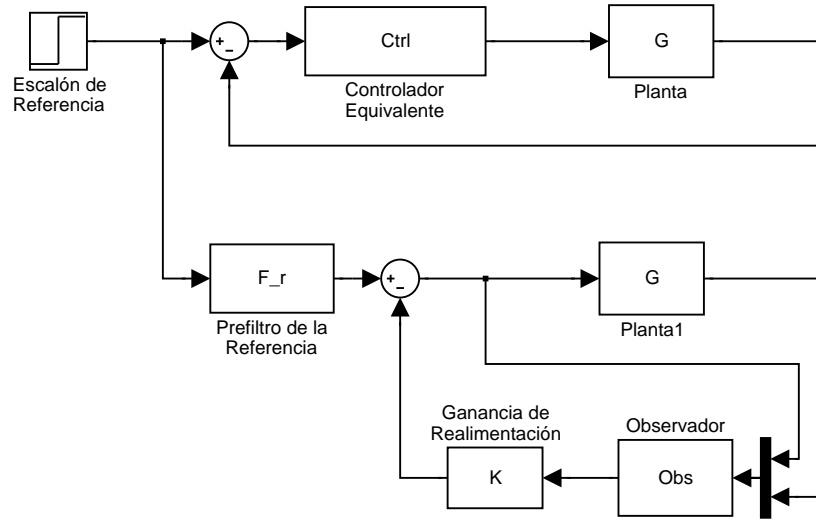 Escalón de
Referencia
+
−
Ctrl
Controlador
Equivalente
G
Planta
F_r
Prefiltro de la
Referencia
+
−
G
Planta1
Ganancia de
Realimentación
K
Observador
Obs